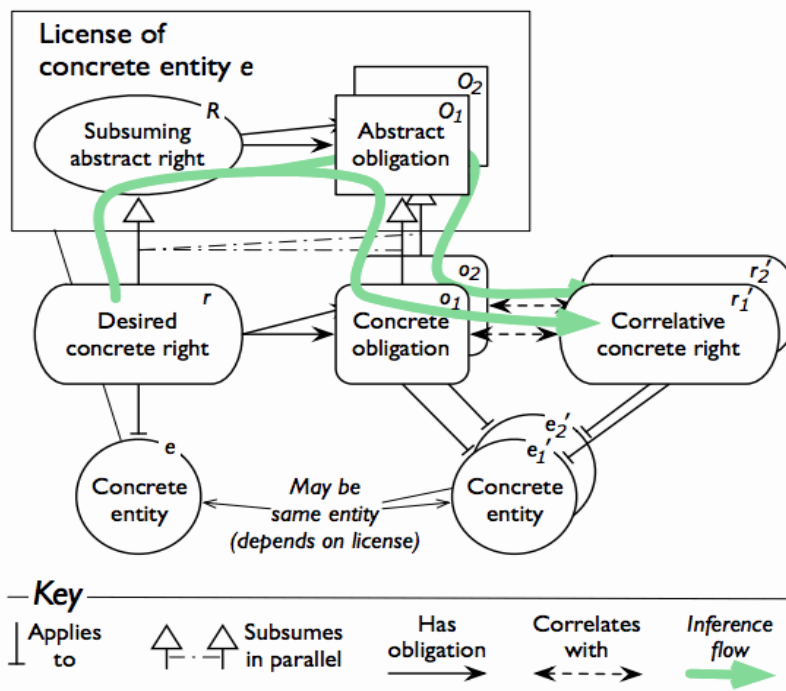 License of
concrete entity e
R
Subsuming
abstract right
O2
O1
Abstract
obligation
r
Desired
concrete right
o2
o1
Concrete
obligation
r2′
r1′
Correlative
concrete right
e
Concrete
entity
May be
same entity
(depends on license)
e2′
e1′
Concrete
entity
Key
Applies
to
Subsumes
in parallel
Has
obligation
Correlates
with
Inference
flow